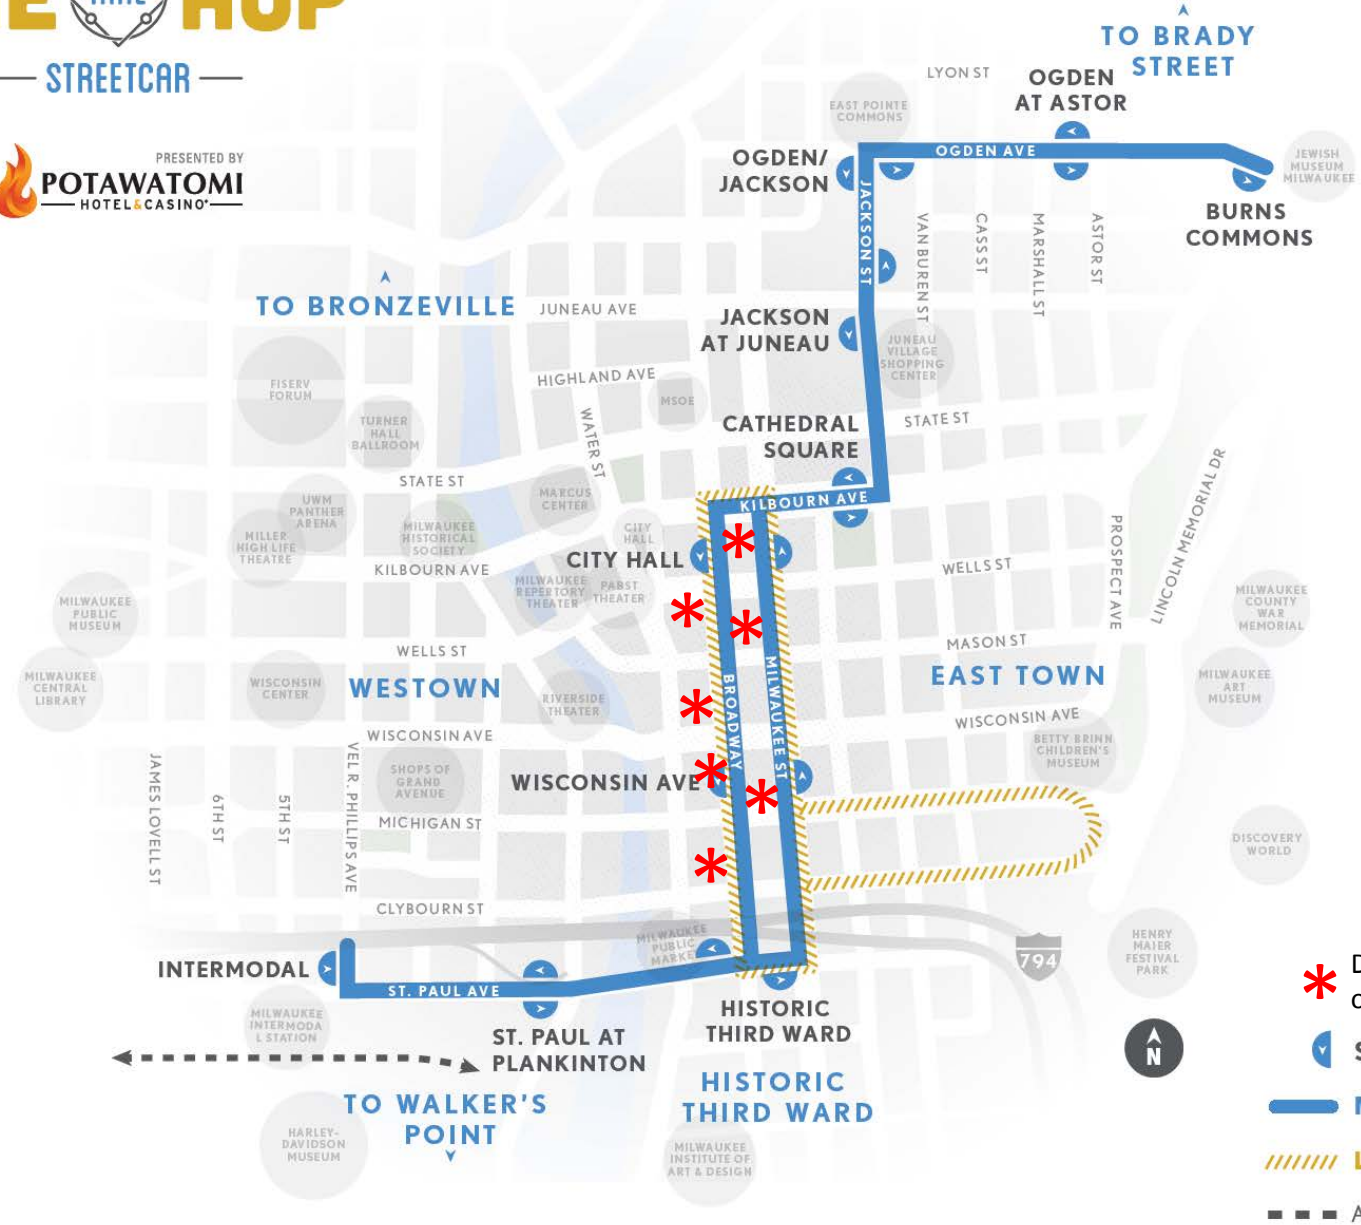 E
HOP
STREETCAR
PRESENTED BY
POTAWATOMI
HOTEL & CASINO
TO BRADY
STREET
LYON ST
OGDEN
AT ASTOR
EAST POINTE
COMMONS
OGDEN/
JACKSON
OGDEN AVE
JEWISH
MUSEUM
MILWAUKEE
BURNS
COMMONS
JACKSON ST
VAN BUREN ST
CASS ST
MARSHALL ST
ASTOR ST
TO BRONZEVILLE
JUNEAU AVE
JACKSON
AT JUNEAU
JUNEAU
VILLAGE
SHOPPING
CENTER
HIGHLAND AVE
FISERV
FORUM
MSOE
TURNER
HALL
BALLROOM
WATER ST
CATHEDRAL
SQUARE
STATE ST
STATE ST
KILBOURN AVE
UWM
PANTHER
ARENA
MARCUS
CENTER
MILLER
HIGH LIFE
THEATRE
MILWAUKEE
HISTORICAL
SOCIETY
CITY
HALL
CITY HALL
KILBOURN AVE
MILWAUKEE
REPERTORY
THEATER
PABST
THEATER
WELLS ST
PROSPECT AVE
LINCOLN MEMORIAL DR
MILWAUKEE
PUBLIC
MUSEUM
MILWAUKEE
COUNTY
WAR
MEMORIAL
WELLS ST
MASON ST
MILWAUKEE
CENTRAL
LIBRARY
WISCONSIN
CENTER
WESTOWN
RIVERSIDE
THEATER
BROADWAY
MILWAUKEE ST
EAST TOWN
MILWAUKEE
ART
MUSEUM
WISCONSIN AVE
WISCONSIN AVE
BETTY BRINN
CHILDREN'S
MUSEUM
JAMES LOVELL ST
6TH ST
5TH ST
VEL R. PHILLIPS AVE
SHOPS OF
GRAND
AVENUE
WISCONSIN AVE
MICHIGAN ST
DISCOVERY
WORLD
CLYBOURN ST
MILWAUKEE
PUBLIC
MARKE
794
HENRY
MAIER
FESTIVAL
PARK
INTERMODAL
ST. PAUL AVE
MILWAUKEE
INTERMODA
L STATION
ST. PAUL AT
PLANKINTON
HISTORIC
THIRD WARD
N
HISTORIC
THIRD WARD
TO WALKER'S
POINT
HARLEY-
DAVIDSON
MUSEUM
MILWAUKEE
INSTITUTE OF
ART & DESIGN
A